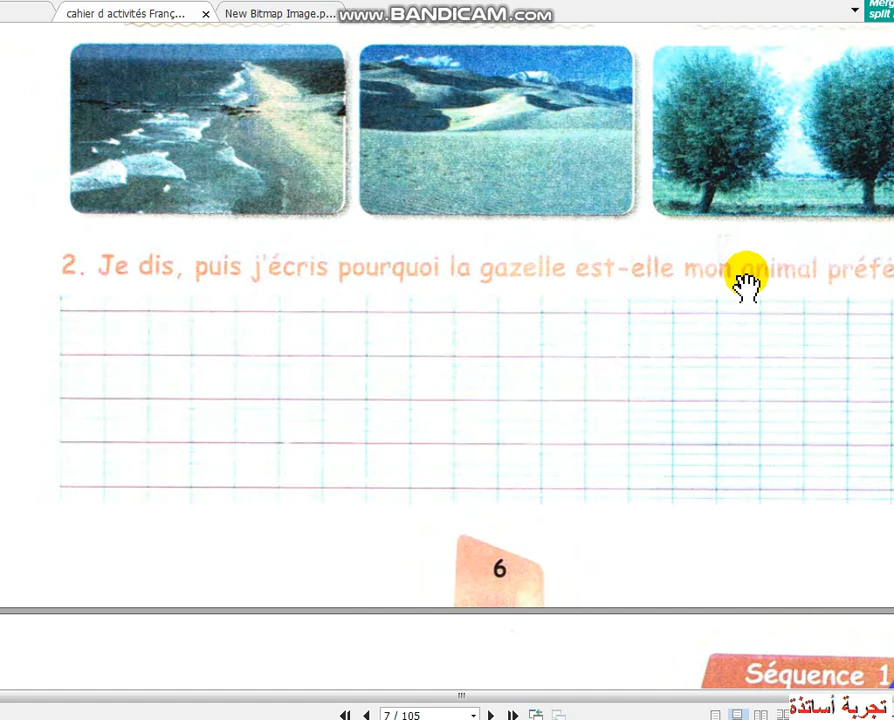 cahier d activités Franç...
New Bitmap Image.p...
www.BANDICAM.com
2. Je dis, puis j'écris pourquoi la gazelle est-elle mon animal préfé
6
Séquence 1
7 / 105
تجربة أساتذة